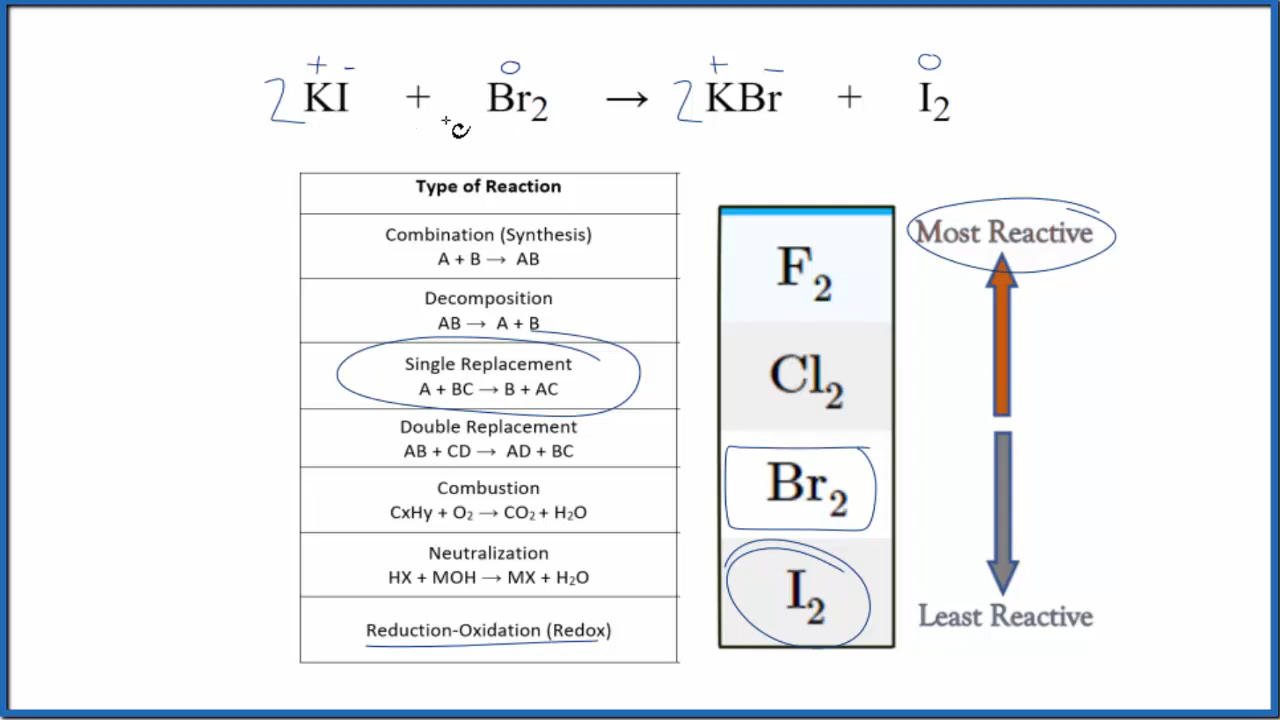 + - 0 + - 0
2KI + Br₂ → 2KBr + I₂
Type of Reaction
Combination (Synthesis)
A + B → AB
Decomposition
AB → A + B
Single Replacement
A + BC → B + AC
Double Replacement
AB + CD → AD + BC
Combustion
CxHy + O₂ → CO₂ + H₂O
Neutralization
HX + MOH → MX + H₂O
Reduction-Oxidation (Redox)
F₂
Cl₂
Br₂
I₂
Most Reactive
Least Reactive